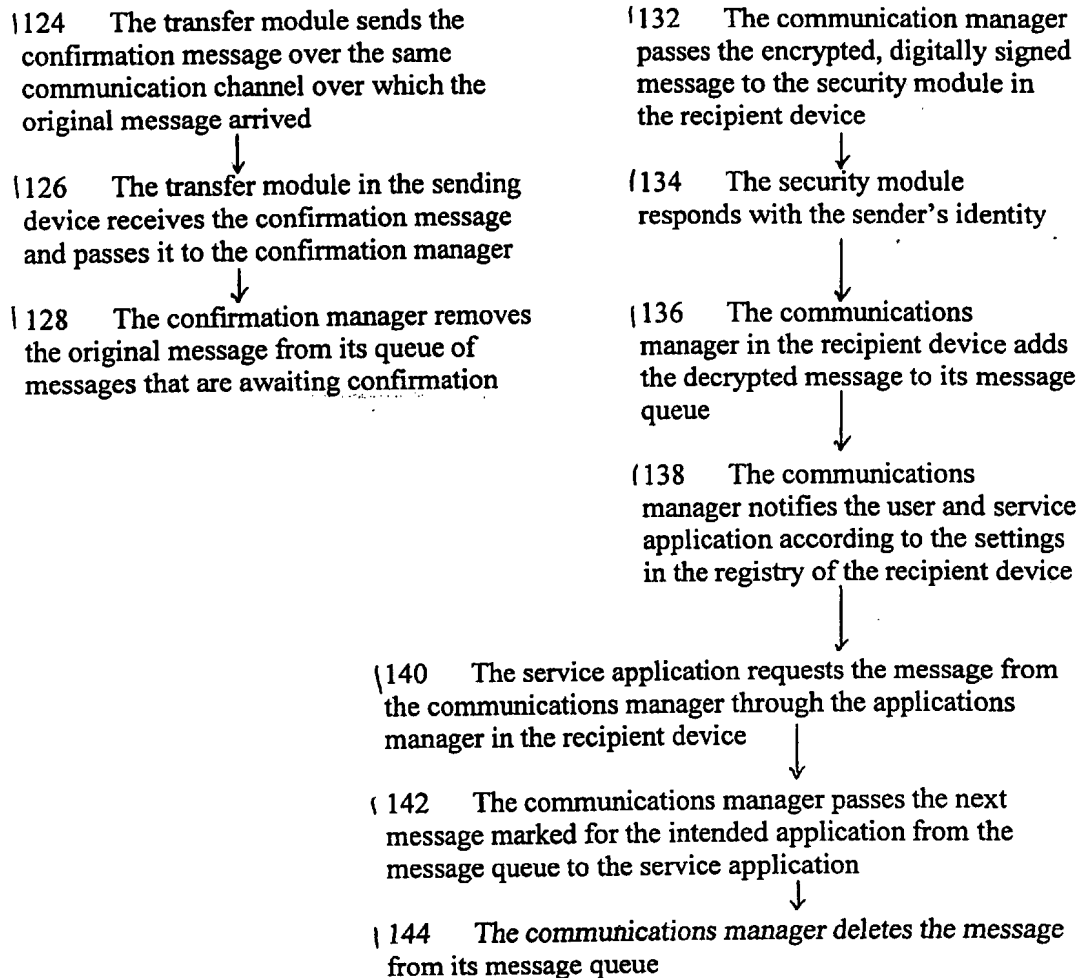 124 The transfer module sends the
confirmation message over the same
communication channel over which the
original message arrived
126 The transfer module in the sending
device receives the confirmation message
and passes it to the confirmation manager
128 The confirmation manager removes
the original message from its queue of
messages that are awaiting confirmation
132 The communication manager
passes the encrypted, digitally signed
message to the security module in
the recipient device
134 The security module
responds with the sender's identity
136 The communications
manager in the recipient device adds
the decrypted message to its message
queue
138 The communications
manager notifies the user and service
application according to the settings
in the registry of the recipient device
140 The service application requests the message from
the communications manager through the applications
manager in the recipient device
142 The communications manager passes the next
message marked for the intended application from the
message queue to the service application
144 The communications manager deletes the message
from its message queue